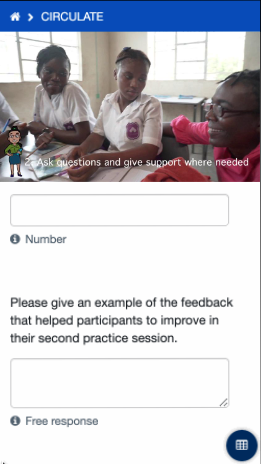 CIRCULATE
2. Ask questions and give support where needed
Number
Please give an example of the feedback
that helped participants to improve in
their second practice session.
Free response